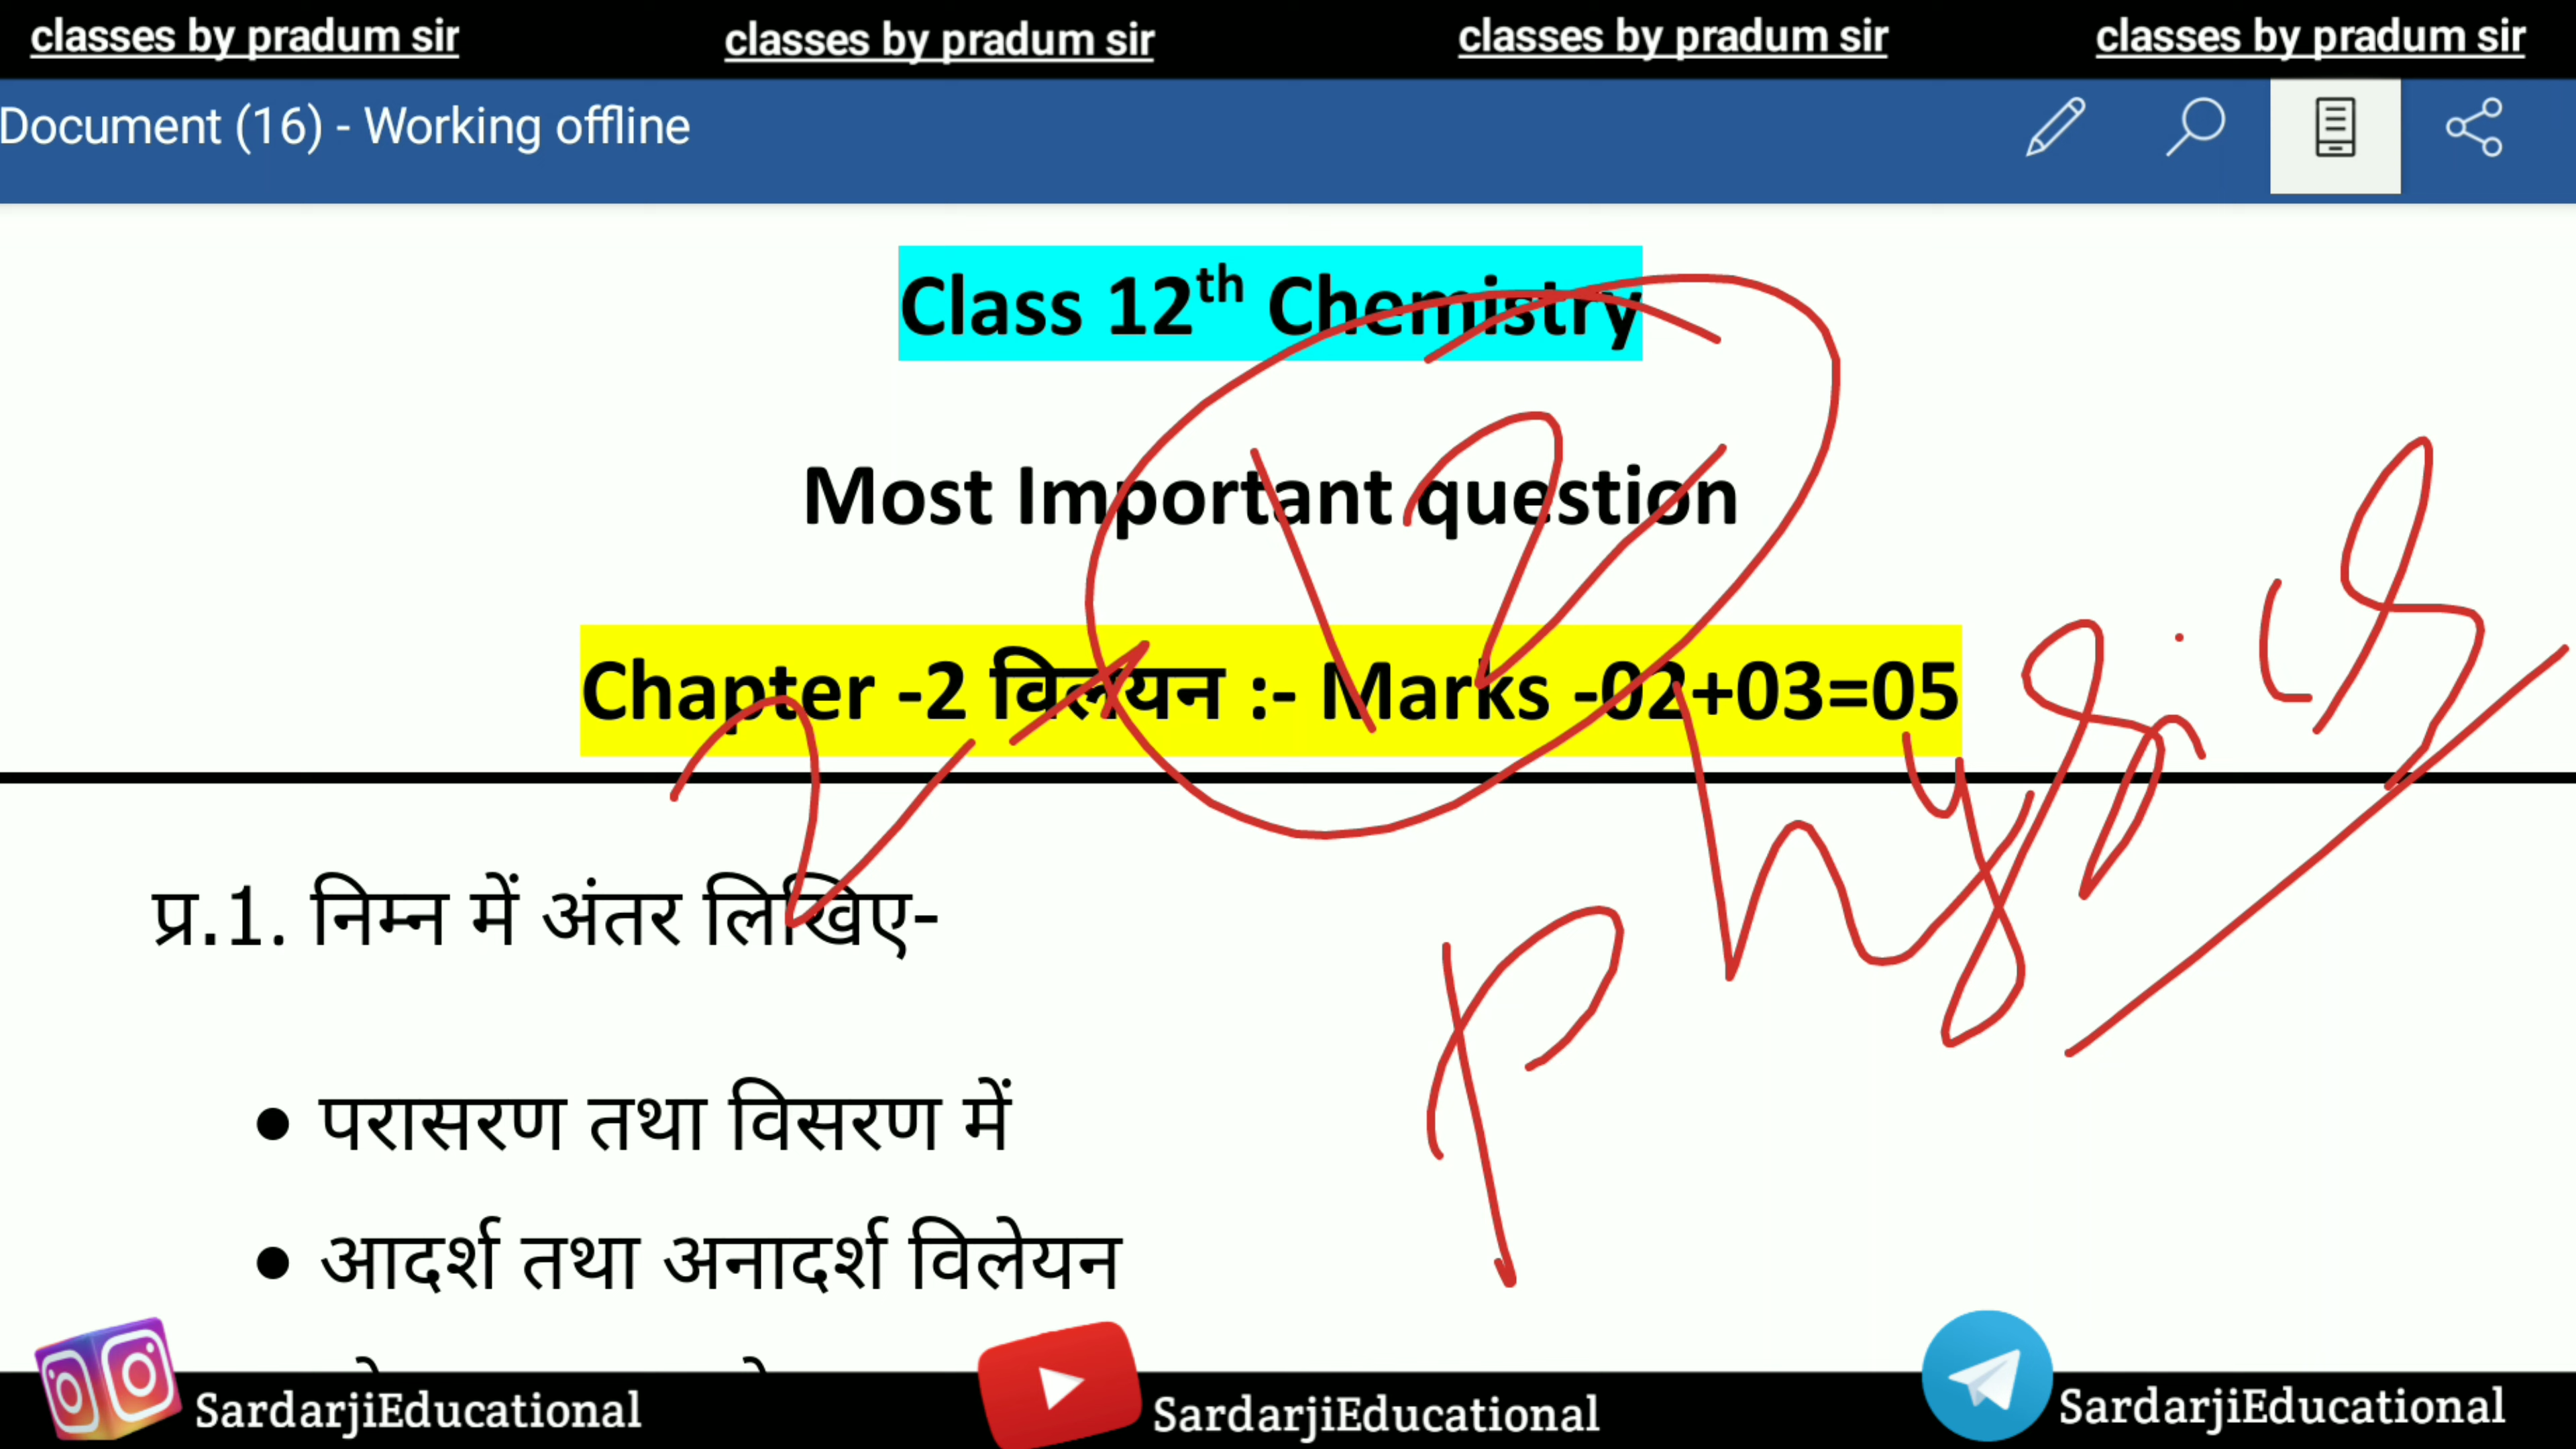 classes by pradum sir classes by pradum sir classes by pradum sir classes by pradum sir
Document (16) - Working offline
Class 12th Chemistry
Most Important question
Chapter -2 विलयन :- Marks -02+03=05
12
2
Physics
प्र.1. निम्न में अंतर लिखिए-
• परासरण तथा विसरण में
• आदर्श तथा अनादर्श विलेयन
SardarjiEducational SardarjiEducational SardarjiEducational